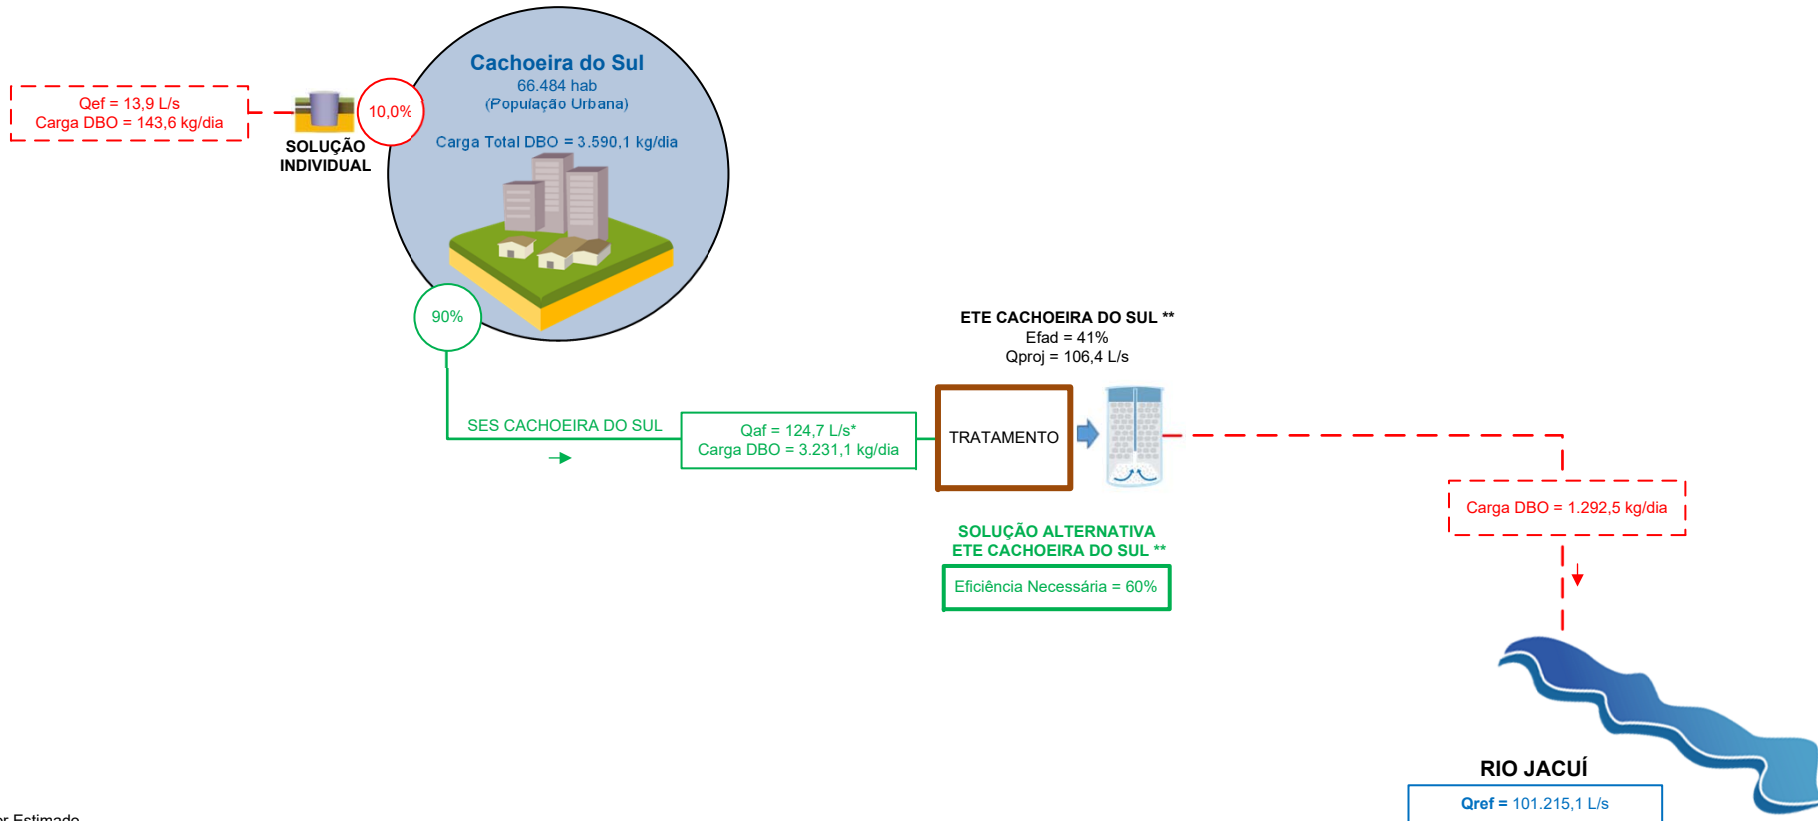 Cachoeira do Sul
66.484 hab
(População Urbana)
Carga Total DBO = 3.590,1 kg/dia
Qef = 13,9 L/s
Carga DBO = 143,6 kg/dia
10,0%
SOLUÇÃO
INDIVIDUAL
90%
ETE CACHOEIRA DO SUL **
Efad = 41%
Qproj = 106,4 L/s
SES CACHOEIRA DO SUL
Qaf = 124,7 L/s*
Carga DBO = 3.231,1 kg/dia
TRATAMENTO
Carga DBO = 1.292,5 kg/dia
SOLUÇÃO ALTERNATIVA
ETE CACHOEIRA DO SUL **
Eficiência Necessária = 60%
RIO JACUÍ
Qref = 101.215,1 L/s
Estimado